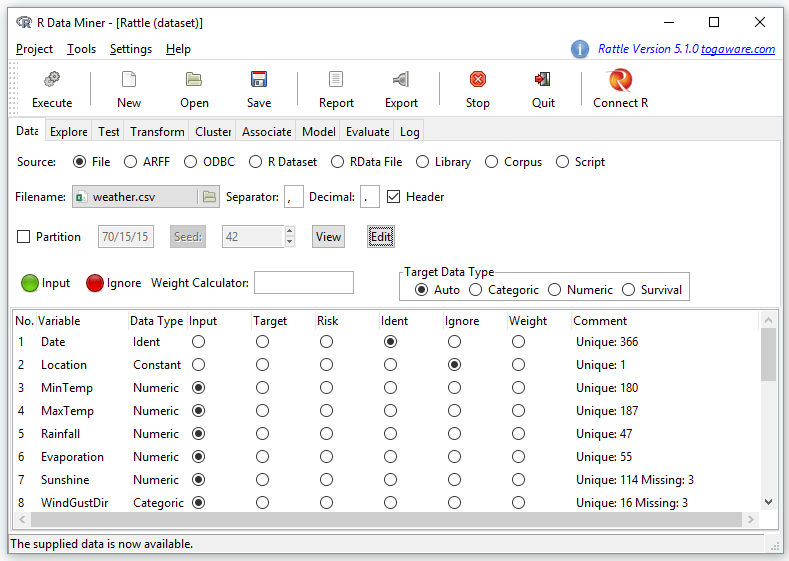 R Data Miner - [Rattle (dataset)]
Project Tools Settings Help Rattle Version 5.1.0 togaware.com
Execute New Open Save Report Export Stop Quit Connect R
Data Explore Test Transform Cluster Associate Model Evaluate Log
Source: File ARFF ODBC R Dataset RData File Library Corpus Script
Filename: weather.csv Separator: , Decimal: . Header
Partition 70/15/15 Seed: 42 View Edit
Target Data Type
Input Ignore Weight Calculator: Auto Categoric Numeric Survival
No. Variable Data Type Input Target Risk Ident Ignore Weight Comment
1 Date Ident Unique: 366
2 Location Constant Unique: 1
3 MinTemp Numeric Unique: 180
4 MaxTemp Numeric Unique: 187
5 Rainfall Numeric Unique: 47
6 Evaporation Numeric Unique: 55
7 Sunshine Numeric Unique: 114 Missing: 3
8 WindGustDir Categoric Unique: 16 Missing: 3
The supplied data is now available.